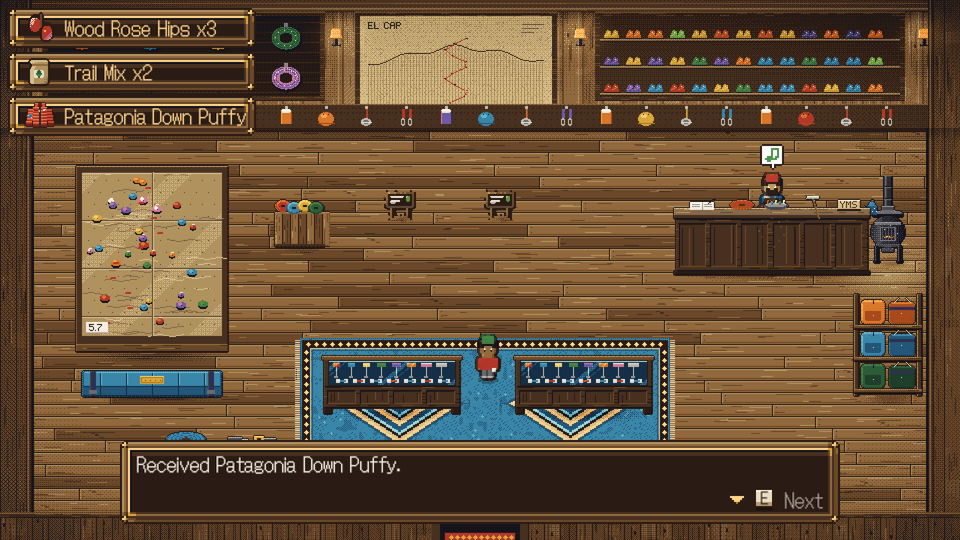 Wood Rose Hips x3
Trail Mix x2
Patagonia Down Puffy
EL CAP
YMS
5.7
Received Patagonia Down Puffy.
E Next